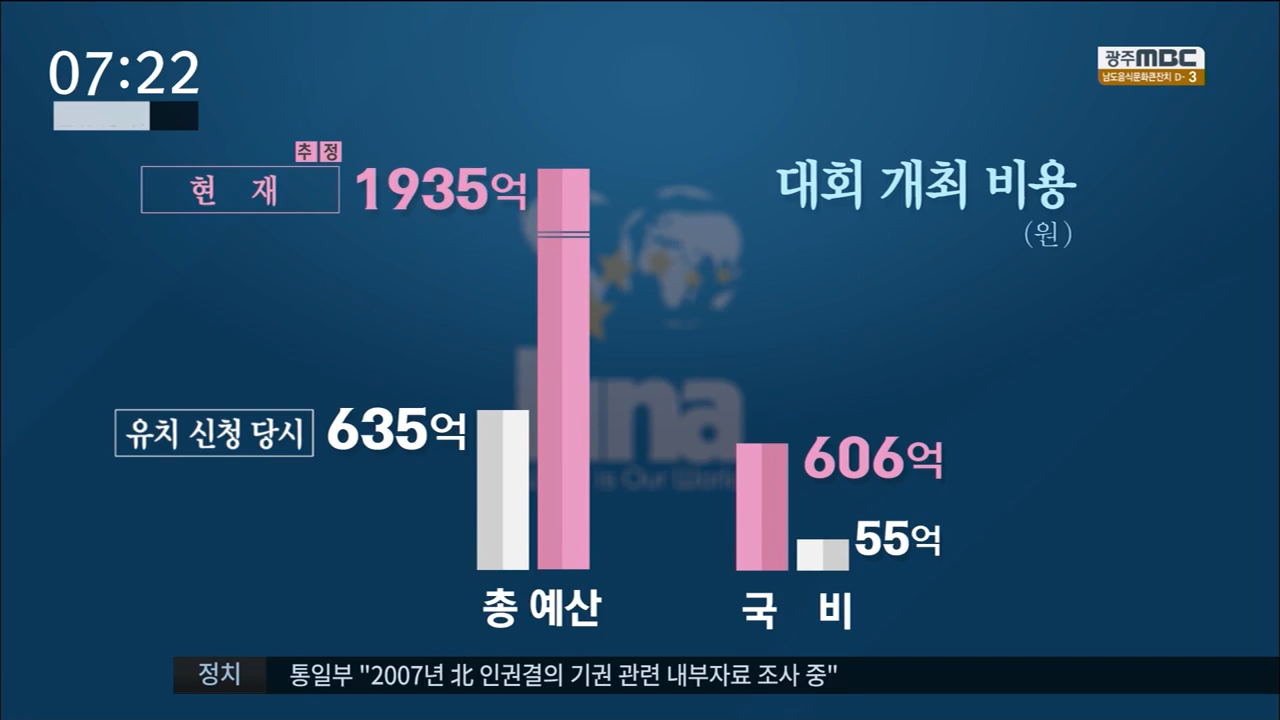 07:22
광주MBC
남도음식문화큰잔치 D-3
대회 개최 비용
(원)
추정
현 재 1935억
유치 신청 당시 635억
606억
55억
총 예산
국 비
정치 통일부 "2007년 北 인권결의 기권 관련 내부자료 조사 중"